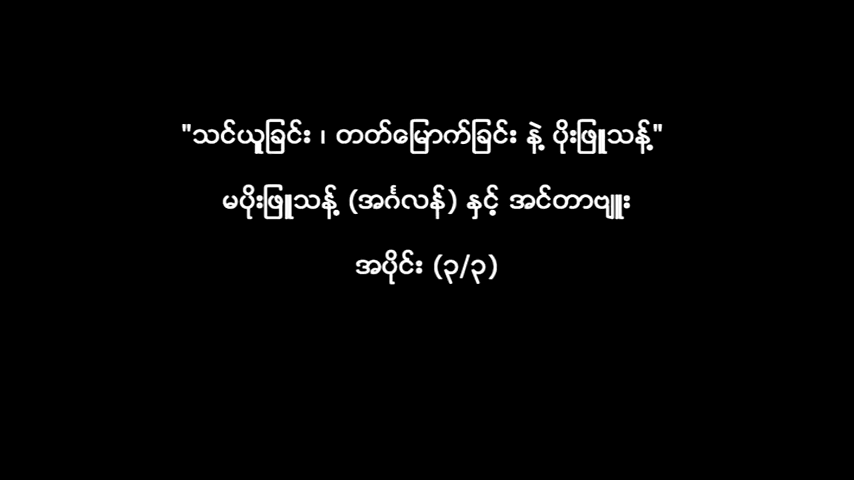 "သင်ယူခြင်း ၊ တတ်မြောက်ခြင်း နဲ့ ပိုးဖြူသန့်"
မပိုးဖြူသန့် (အင်္ဂလန်) နှင့် အင်တာဗျူး
အပိုင်း (၃/၃)